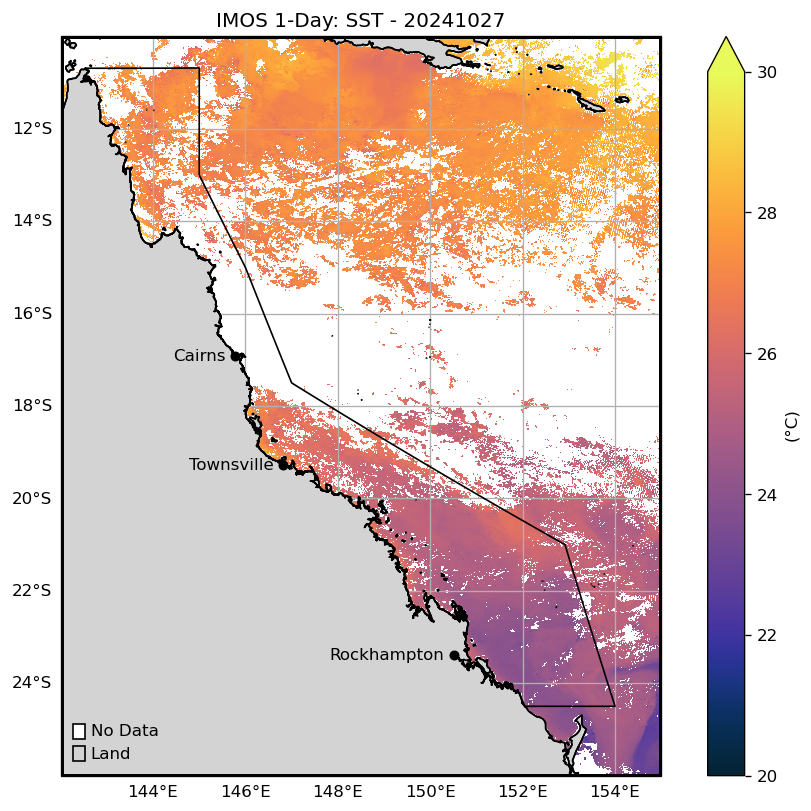 IMOS 1-Day: SST - 20241027
12°S
14°S
16°S
18°S
20°S
22°S
24°S
Cairns
Townsville
Rockhampton
No Data
Land
144°E 146°E 148°E 150°E 152°E 154°E
30
28
26
24
22
20
(°C)